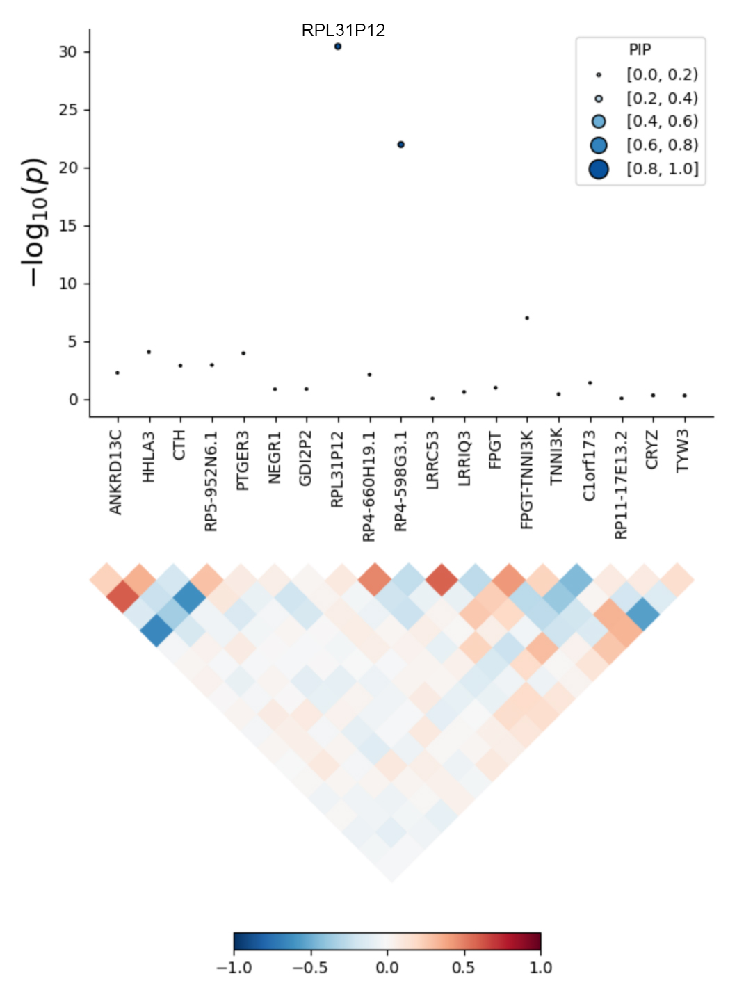 RPL31P12
PIP
[0.0, 0.2)
[0.2, 0.4)
[0.4, 0.6)
[0.6, 0.8)
[0.8, 1.0]
−log₁₀(p)
30
25
20
15
10
5
0
ANKRD13C
HHLA3
CTH
RP5-952N6.1
PTGER3
NEGR1
GDI2P2
RPL31P12
RP4-660H19.1
RP4-598G3.1
LRRC53
LRRIQ3
FPGT
FPGT-TNNI3K
TNNI3K
C1orf173
RP11-17E13.2
CRYZ
TYW3
−1.0 −0.5 0.0 0.5 1.0